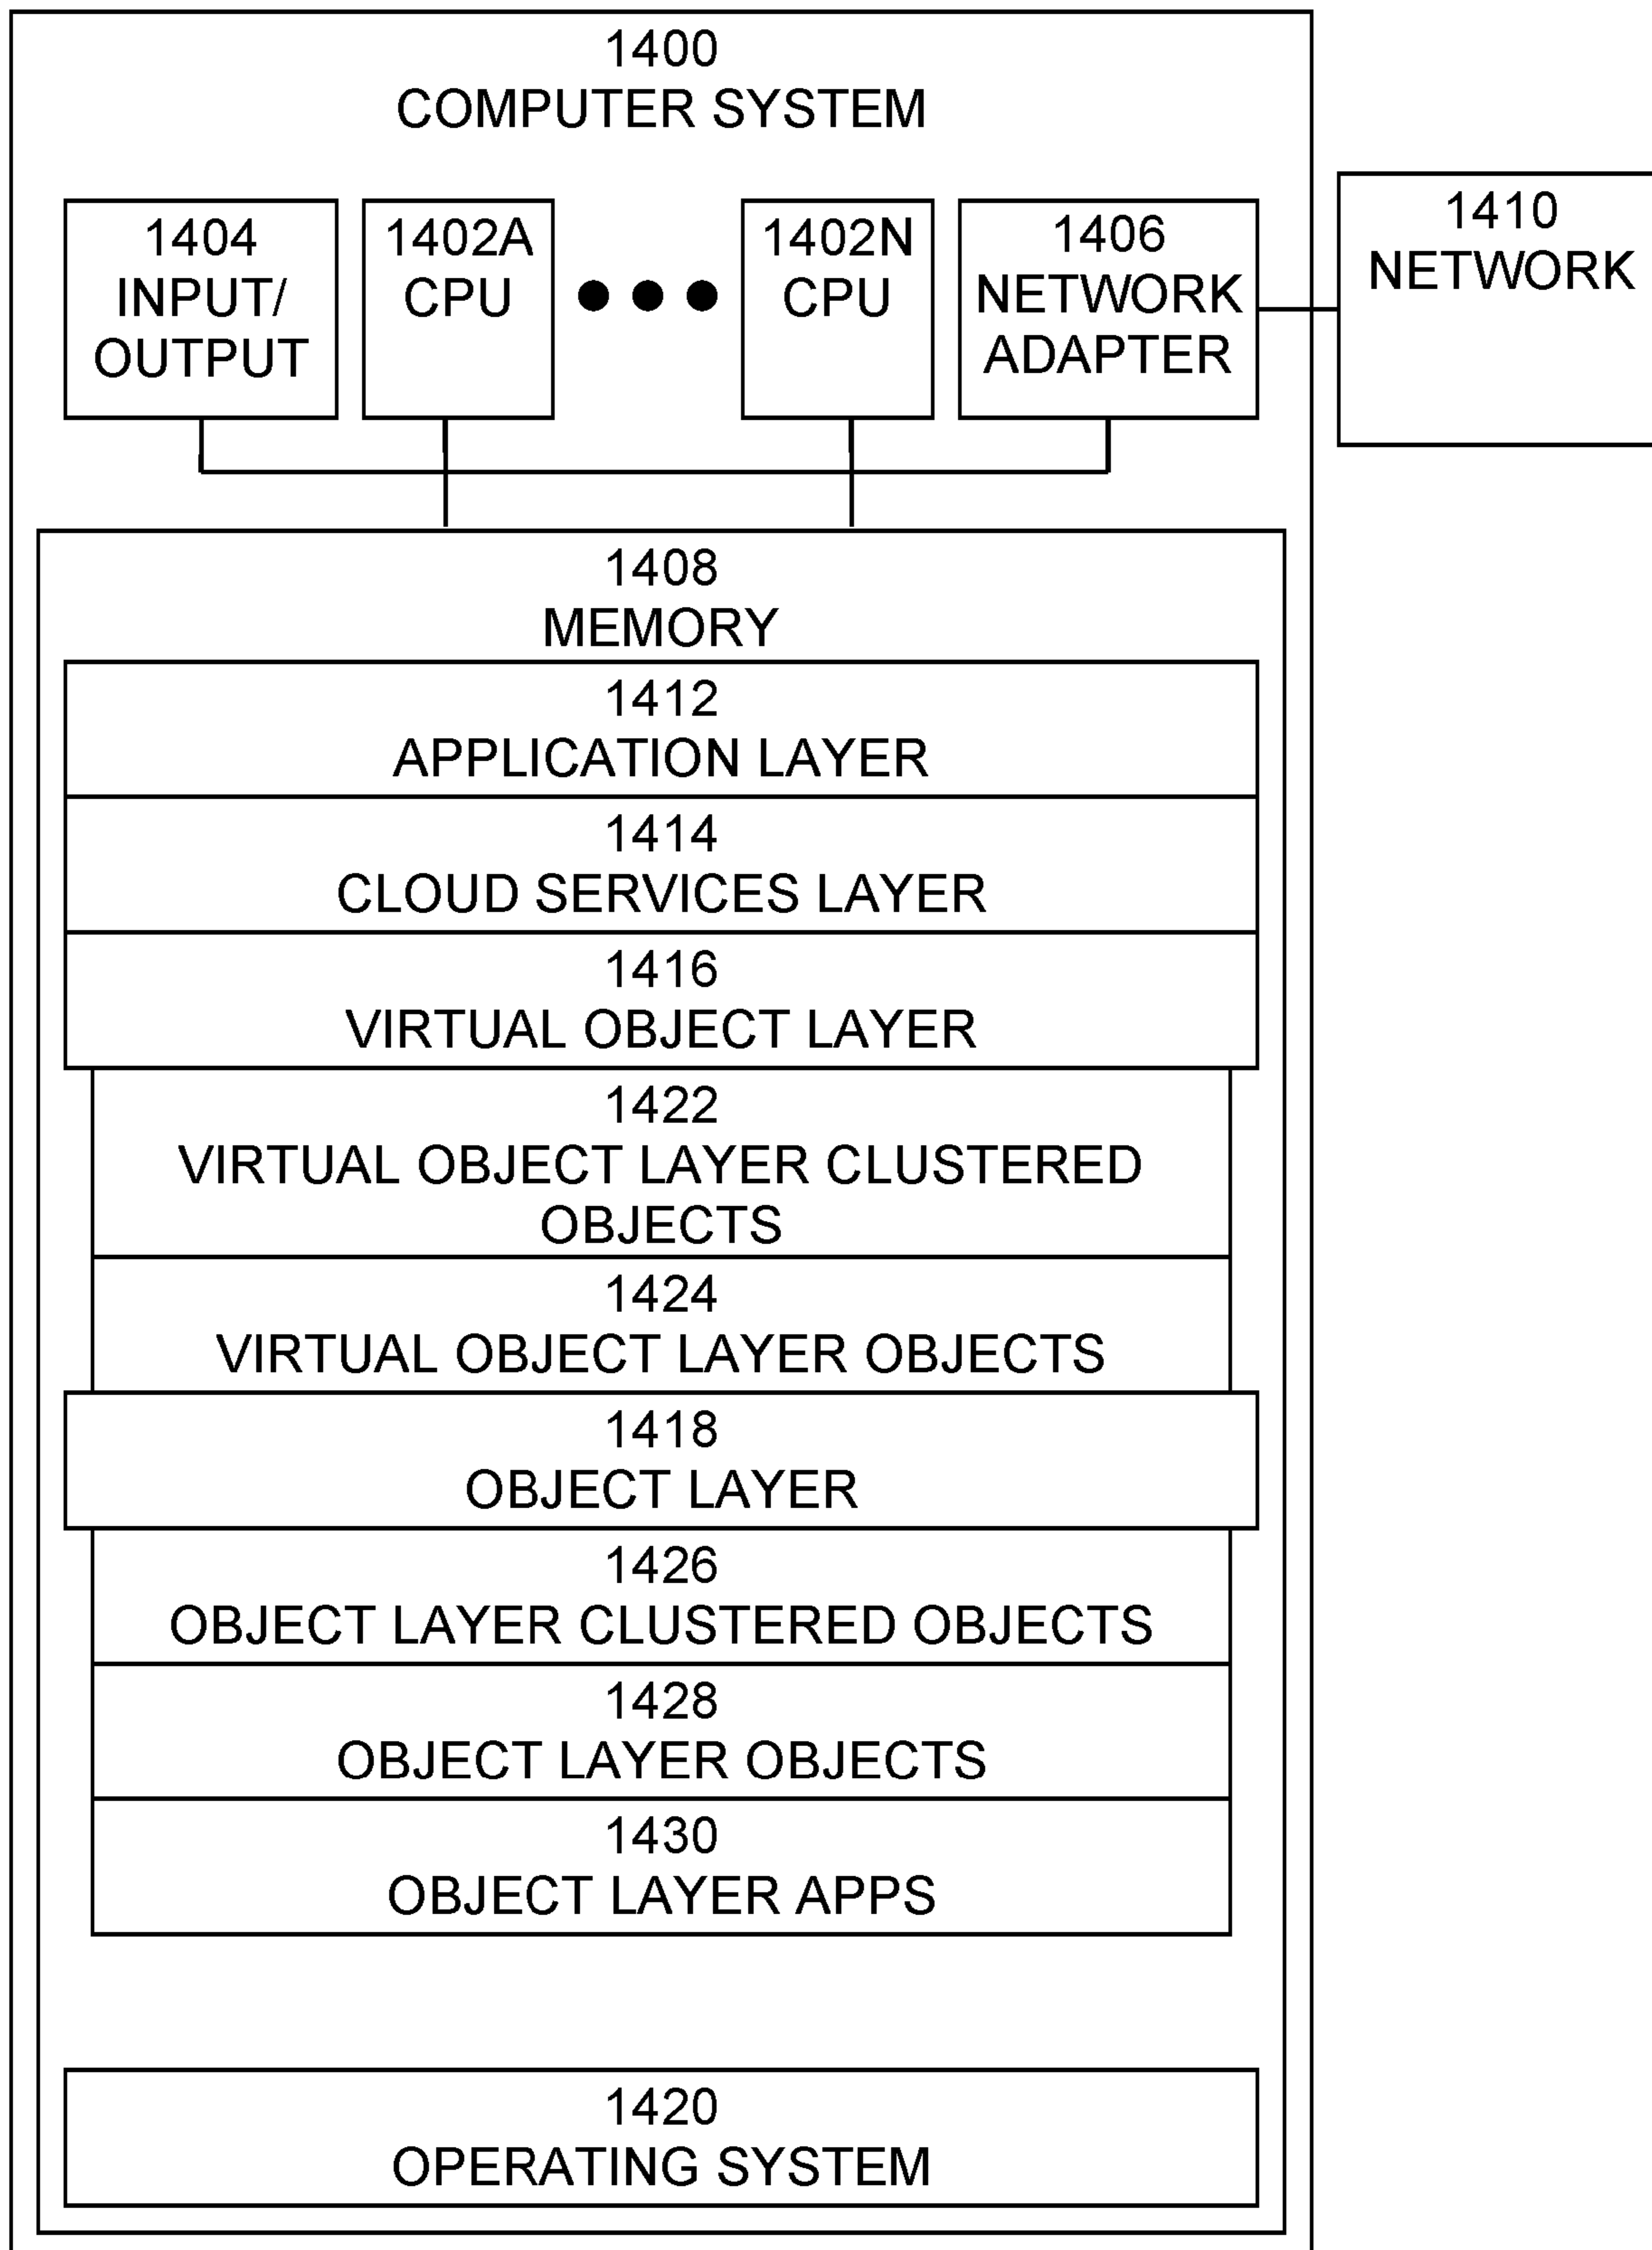 1400
COMPUTER SYSTEM
1404
INPUT/
OUTPUT
1402A
CPU
1402N
CPU
1406
NETWORK
ADAPTER
1410
NETWORK
1408
MEMORY
1412
APPLICATION LAYER
1414
CLOUD SERVICES LAYER
1416
VIRTUAL OBJECT LAYER
1422
VIRTUAL OBJECT LAYER CLUSTERED
OBJECTS
1424
VIRTUAL OBJECT LAYER OBJECTS
1418
OBJECT LAYER
1426
OBJECT LAYER CLUSTERED OBJECTS
1428
OBJECT LAYER OBJECTS
1430
OBJECT LAYER APPS
1420
OPERATING SYSTEM